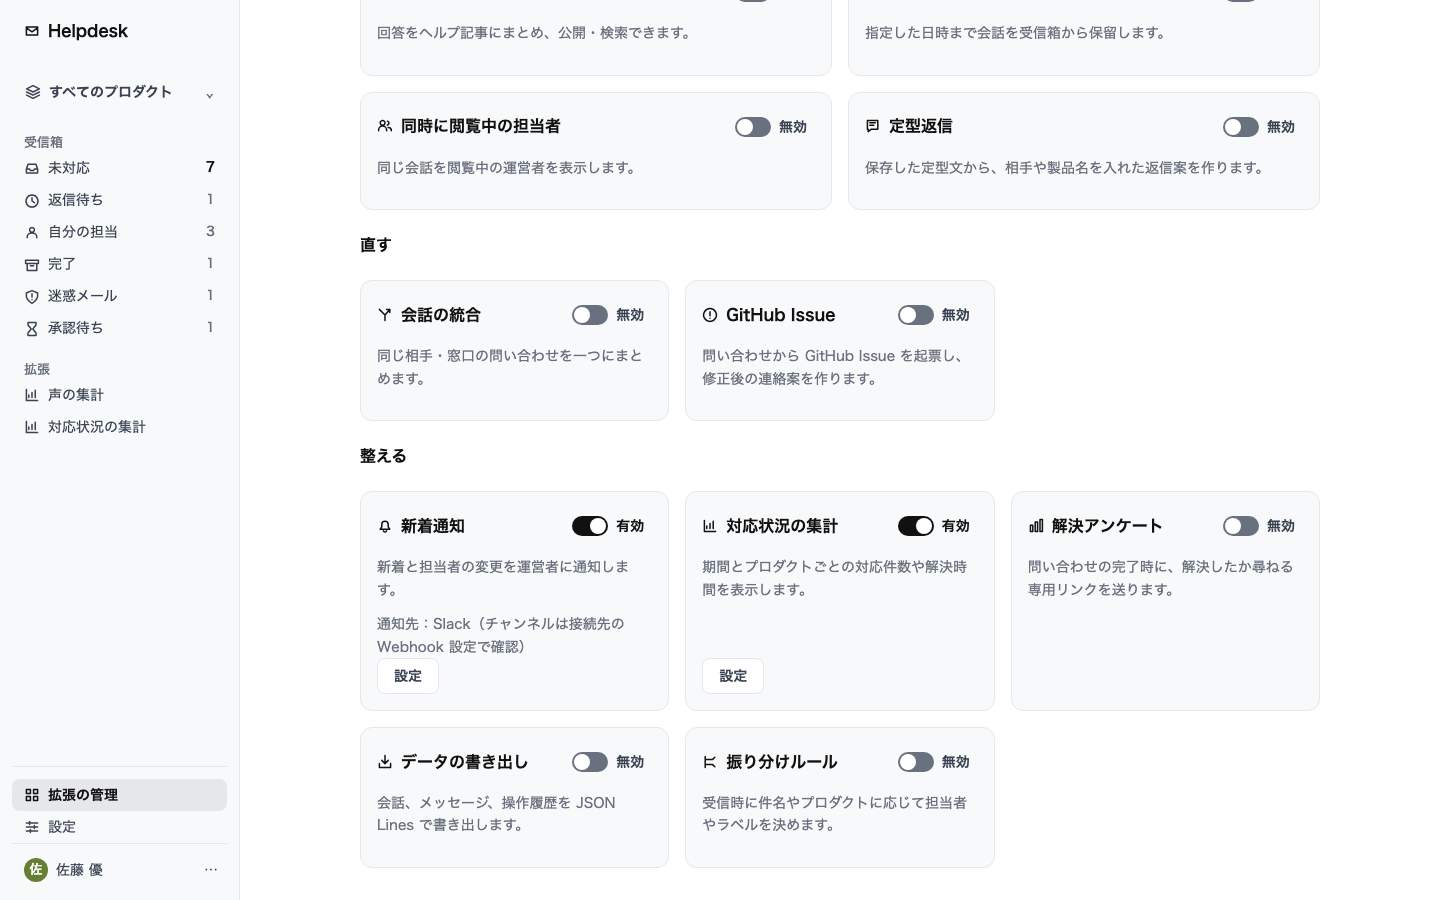 Helpdesk
すべてのプロダクト
受信箱
未対応 7
返信待ち 1
自分の担当 3
完了 1
迷惑メール 1
承認待ち 1
拡張
声の集計
対応状況の集計
拡張の管理
設定
佐 佐藤 優 …
回答をヘルプ記事にまとめ、公開・検索できます。
指定した日時まで会話を受信箱から保留します。
同時に閲覧中の担当者 無効
同じ会話を閲覧中の運営者を表示します。
定型返信 無効
保存した定型文から、相手や製品名を入れた返信案を作ります。
直す
会話の統合 無効
同じ相手・窓口の問い合わせを一つにまと
めます。
GitHub Issue 無効
問い合わせから GitHub Issue を起票し、
修正後の連絡案を作ります。
整える
新着通知 有効
新着と担当者の変更を運営者に通知しま
す。
通知先：Slack（チャンネルは接続先の
Webhook 設定で確認）
設定
対応状況の集計 有効
期間とプロダクトごとの対応件数や解決時
間を表示します。
設定
解決アンケート 無効
問い合わせの完了時に、解決したか尋ねる
専用リンクを送ります。
データの書き出し 無効
会話、メッセージ、操作履歴を JSON
Lines で書き出します。
振り分けルール 無効
受信時に件名やプロダクトに応じて担当者
やラベルを決めます。